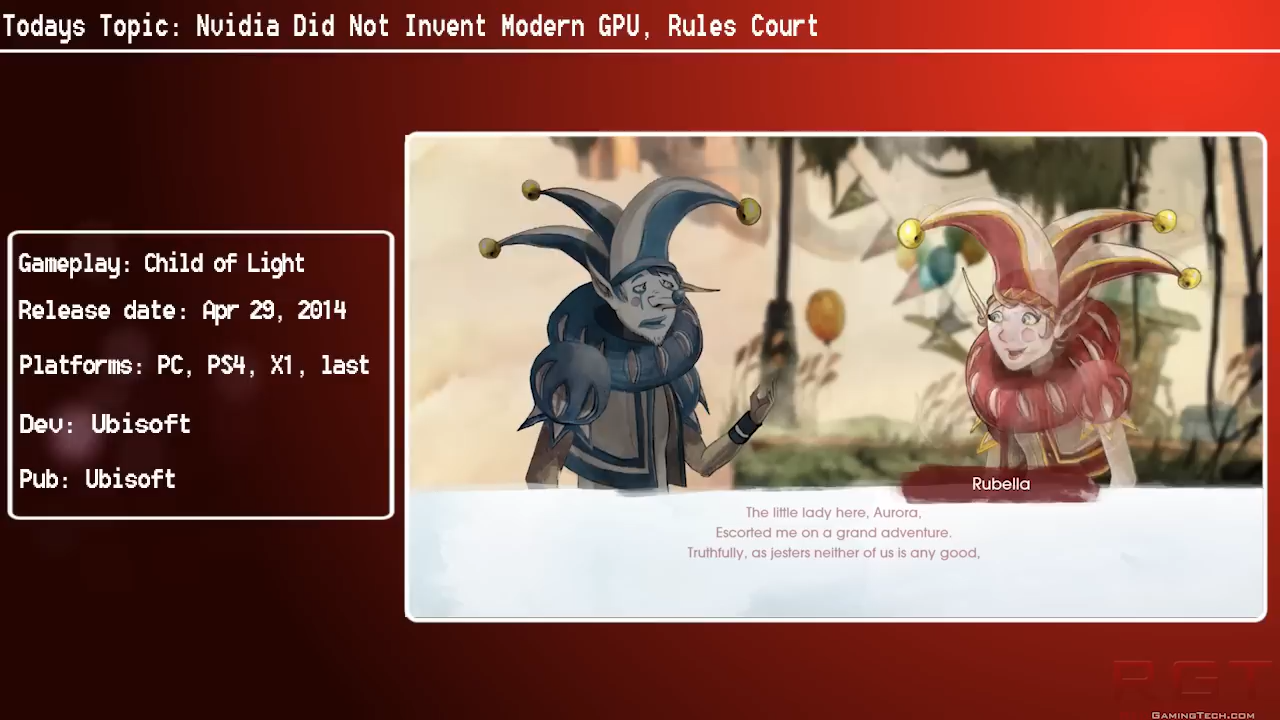 Todays Topic: Nvidia Did Not Invent Modern GPU, Rules Court
Gameplay: Child of Light
Release date: Apr 29, 2014
Platforms: PC, PS4, X1, last
Dev: Ubisoft
Pub: Ubisoft
Rubella
The little lady here, Aurora,
Escorted me on a grand adventure.
Truthfully, as jesters neither of us is any good,
RGT
GamingTech.com